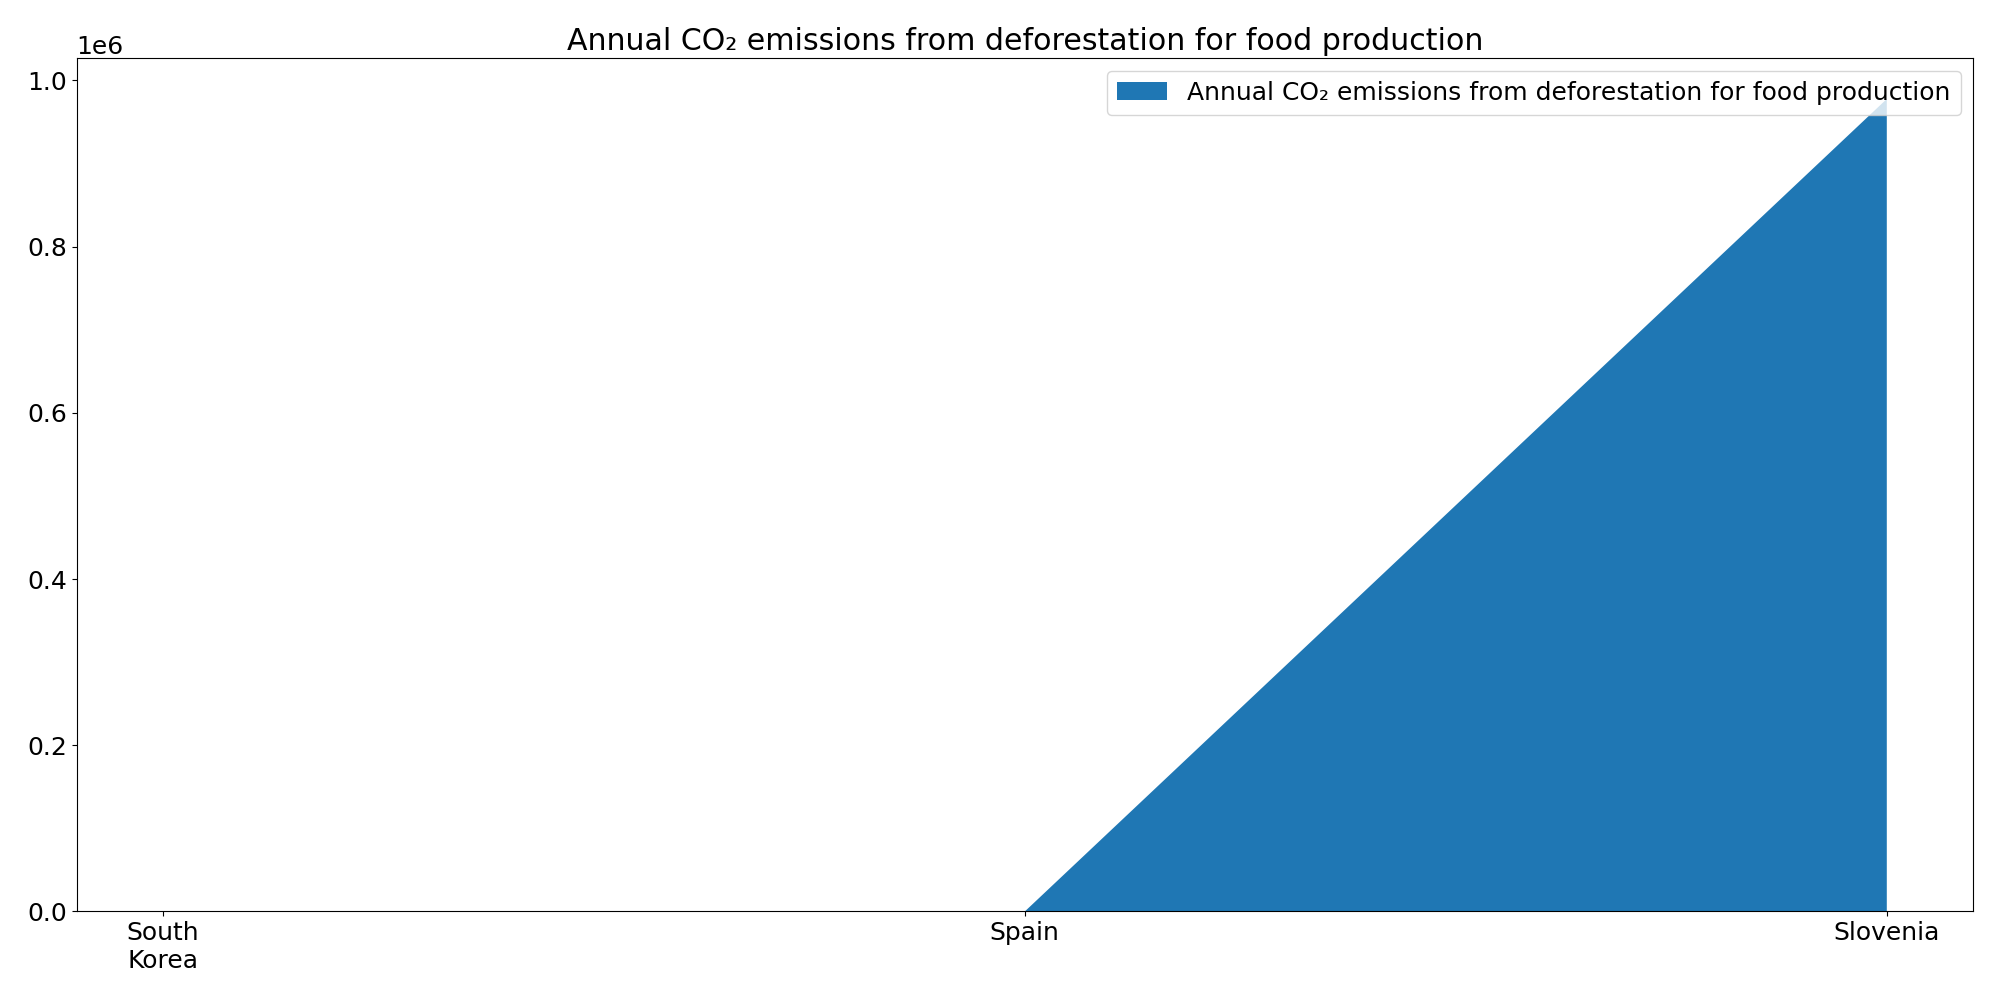 Annual CO₂ emissions from deforestation for food production
1e6
Annual CO₂ emissions from deforestation for food production
1.0
0.8
0.6
0.4
0.2
0.0
South
Korea
Spain
Slovenia